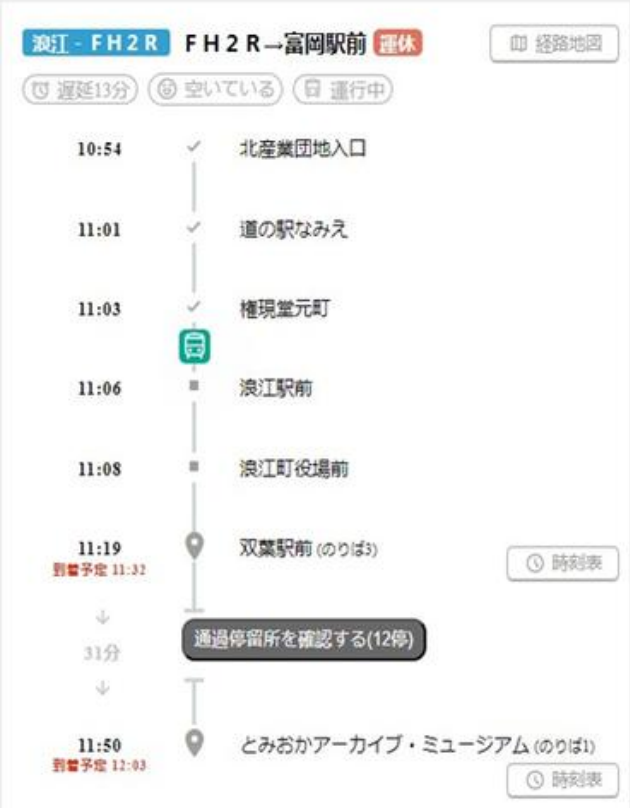 浪江 - ＦＨ２Ｒ ＦＨ２Ｒ→富岡駅前 運休 経路地図
遅延13分 空いている 運行中
10:54 北産業団地入口
11:01 道の駅なみえ
11:03 権現堂元町
11:06 浪江駅前
11:08 浪江町役場前
11:19 双葉駅前 (のりば3)
到着予定 11:32 時刻表
通過停留所を確認する(12停)
31分
11:50 とみおかアーカイブ・ミュージアム (のりば1)
到着予定 12:03 時刻表